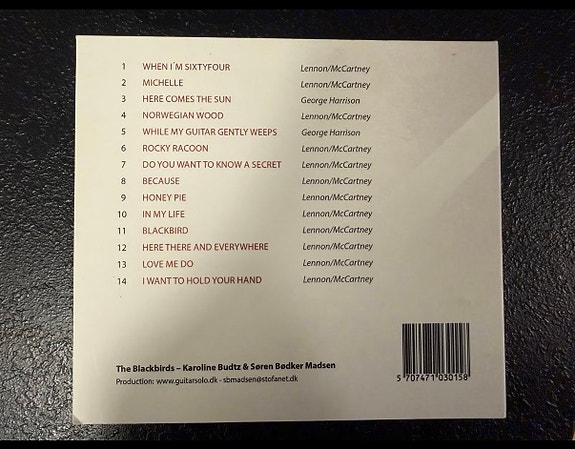 1 WHEN I´M SIXTYFOUR Lennon/McCartney
2 MICHELLE Lennon/McCartney
3 HERE COMES THE SUN George Harrison
4 NORWEGIAN WOOD Lennon/McCartney
5 WHILE MY GUITAR GENTLY WEEPS George Harrison
6 ROCKY RACOON Lennon/McCartney
7 DO YOU WANT TO KNOW A SECRET Lennon/McCartney
8 BECAUSE Lennon/McCartney
9 HONEY PIE Lennon/McCartney
10 IN MY LIFE Lennon/McCartney
11 BLACKBIRD Lennon/McCartney
12 HERE THERE AND EVERYWHERE Lennon/McCartney
13 LOVE ME DO Lennon/McCartney
14 I WANT TO HOLD YOUR HAND Lennon/McCartney
The Blackbirds – Karoline Budtz & Søren Bødker Madsen
Production: www.guitarsolo.dk - sbmadsen@stofanet.dk
5 707471 030158